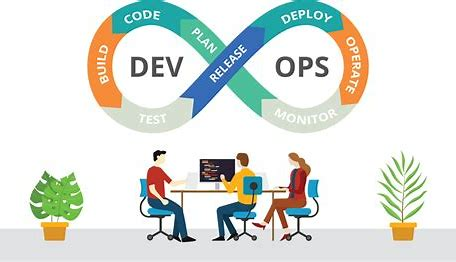 CODE
DEPLOY
PLAN
BUILD
DEV
RELEASE
OPS
OPERATE
TEST
MONITOR